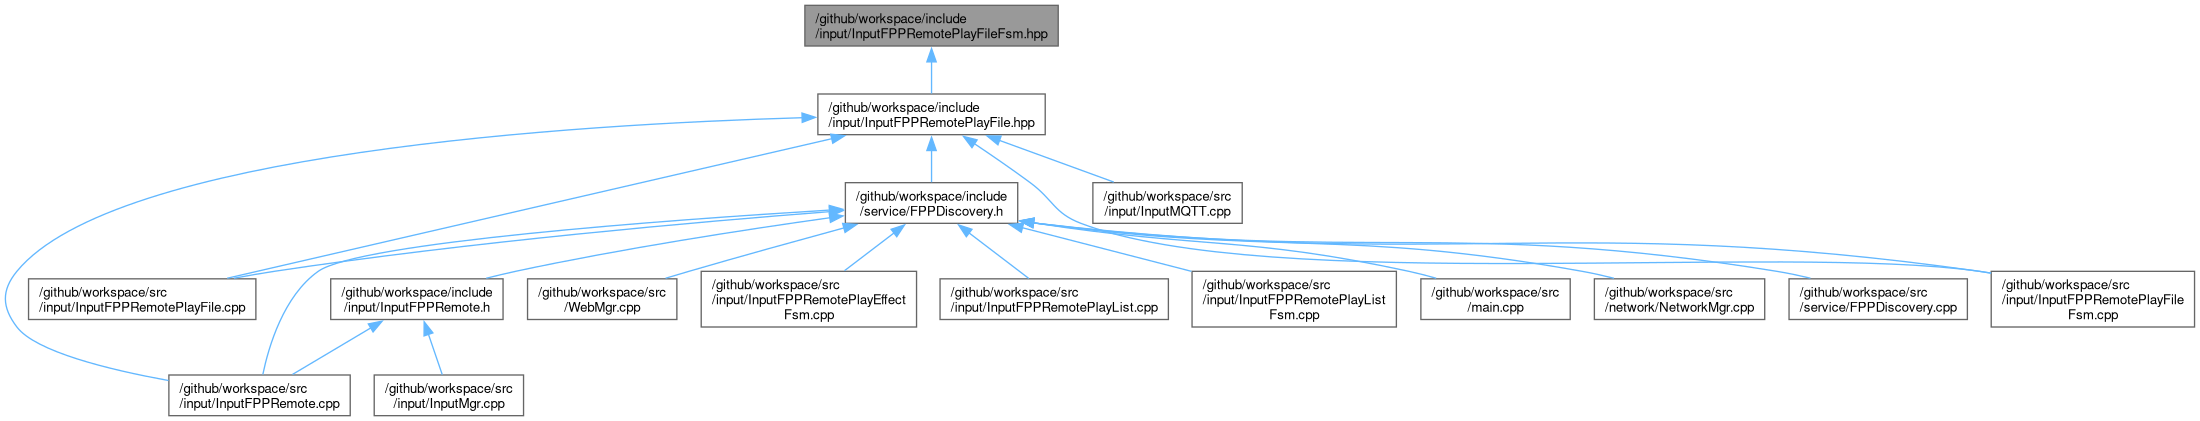 /github/workspace/include
/input/InputFPPRemotePlayFileFsm.hpp
/github/workspace/include
/input/InputFPPRemotePlayFile.hpp
/github/workspace/include
/service/FPPDiscovery.h
/github/workspace/src
/input/InputMQTT.cpp
/github/workspace/src
/input/InputFPPRemotePlayFile.cpp
/github/workspace/include
/input/InputFPPRemote.h
/github/workspace/src
/WebMgr.cpp
/github/workspace/src
/input/InputFPPRemotePlayEffect
Fsm.cpp
/github/workspace/src
/input/InputFPPRemotePlayList.cpp
/github/workspace/src
/input/InputFPPRemotePlayList
Fsm.cpp
/github/workspace/src
/main.cpp
/github/workspace/src
/network/NetworkMgr.cpp
/github/workspace/src
/service/FPPDiscovery.cpp
/github/workspace/src
/input/InputFPPRemotePlayFile
Fsm.cpp
/github/workspace/src
/input/InputFPPRemote.cpp
/github/workspace/src
/input/InputMgr.cpp